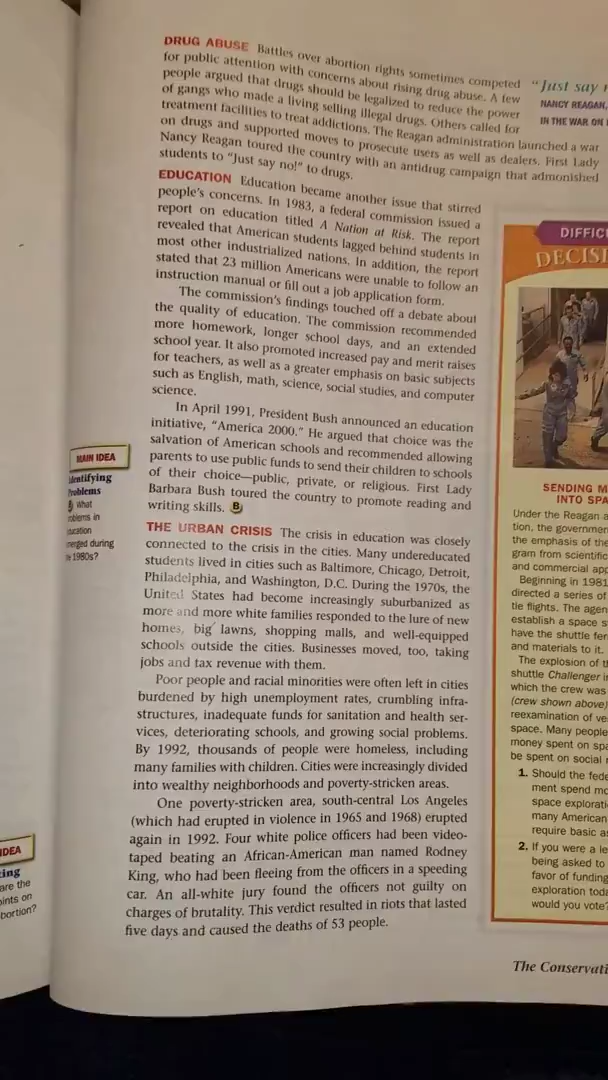 DRUG ABUSE Battles over abortion rights sometimes competed
for public attention with concerns about rising drug abuse. A few
people argued that drugs should be legalized to reduce the power
of gangs who made a living selling illegal drugs. Others called for
treatment facilities to treat addictions. The Reagan administration launched a war
on drugs and supported moves to prosecute users as well as dealers. First Lady
Nancy Reagan toured the country with an antidrug campaign that admonished
students to "Just say no!" to drugs.
EDUCATION Education became another issue that stirred
people's concerns. In 1983, a federal commission issued a
report on education titled A Nation at Risk. The report
revealed that American students lagged behind students in
most other industrialized nations. In addition, the report
stated that 23 million Americans were unable to follow an
instruction manual or fill out a job application form.
The commission's findings touched off a debate about
the quality of education. The commission recommended
more homework, longer school days, and an extended
school year. It also promoted increased pay and merit raises
for teachers, as well as a greater emphasis on basic subjects
such as English, math, science, social studies, and computer
science.
In April 1991, President Bush announced an education
initiative, "America 2000." He argued that choice was the
salvation of American schools and recommended allowing
parents to use public funds to send their children to schools
of their choice—public, private, or religious. First Lady
Barbara Bush toured the country to promote reading and
writing skills. B
THE URBAN CRISIS The crisis in education was closely
connected to the crisis in the cities. Many undereducated
students lived in cities such as Baltimore, Chicago, Detroit,
Philadelphia, and Washington, D.C. During the 1970s, the
United States had become increasingly suburbanized as
more and more white families responded to the lure of new
homes, big lawns, shopping malls, and well-equipped
schools outside the cities. Businesses moved, too, taking
jobs and tax revenue with them.
Poor people and racial minorities were often left in cities
burdened by high unemployment rates, crumbling infra-
structures, inadequate funds for sanitation and health ser-
vices, deteriorating schools, and growing social problems.
By 1992, thousands of people were homeless, including
many families with children. Cities were increasingly divided
into wealthy neighborhoods and poverty-stricken areas.
One poverty-stricken area, south-central Los Angeles
(which had erupted in violence in 1965 and 1968) erupted
again in 1992. Four white police officers had been video-
taped beating an African-American man named Rodney
King, who had been fleeing from the officers in a speeding
car. An all-white jury found the officers not guilty on
charges of brutality. This verdict resulted in riots that lasted
five days and caused the deaths of 53 people.
MAIN IDEA
Identifying
Problems
What
in
during
1980s?
IDEA
are the
on
"Just say
NANCY REAGAN,
IN THE WAR ON
SENDING
INTO
Under the Reagan
the
the emphasis of the
from
and commercial
Beginning in 1981
directed a series of
flights. The
establish a space
have the shuttle
and materials to it.
The explosion of
shuttle Challenger
which the crew was
(crew shown above)
reexamination of
space. Many people
money spent on
be spent on social
1. Should the
spend
space
many American
require basic
2. If you were a
being asked to
favor of funding
exploration
would you vote?
The